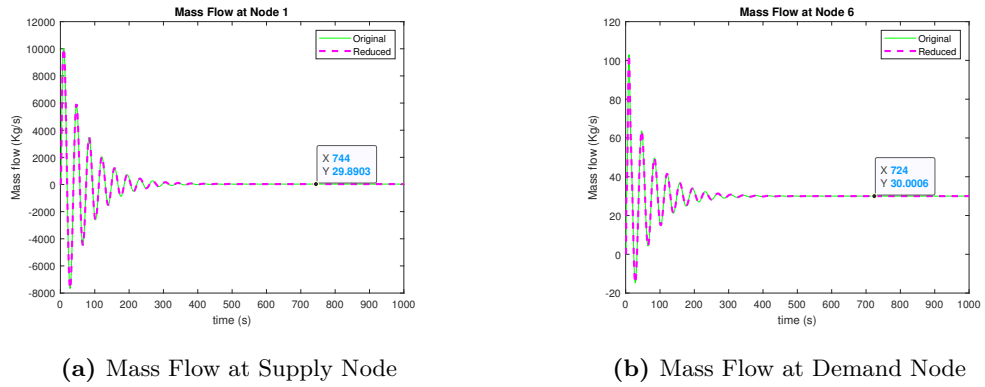 Mass Flow at Node 1
12000
10000
8000
6000
4000
2000
0
-2000
-4000
-6000
-8000
Mass flow (Kg/s)
0 100 200 300 400 500 600 700 800 900 1000
time (s)
Original
Reduced
X 744
Y 29.8903
(a) Mass Flow at Supply Node
Mass Flow at Node 6
120
100
80
60
40
20
0
-20
Mass flow (Kg/s)
0 100 200 300 400 500 600 700 800 900 1000
time (s)
Original
Reduced
X 724
Y 30.0006
(b) Mass Flow at Demand Node